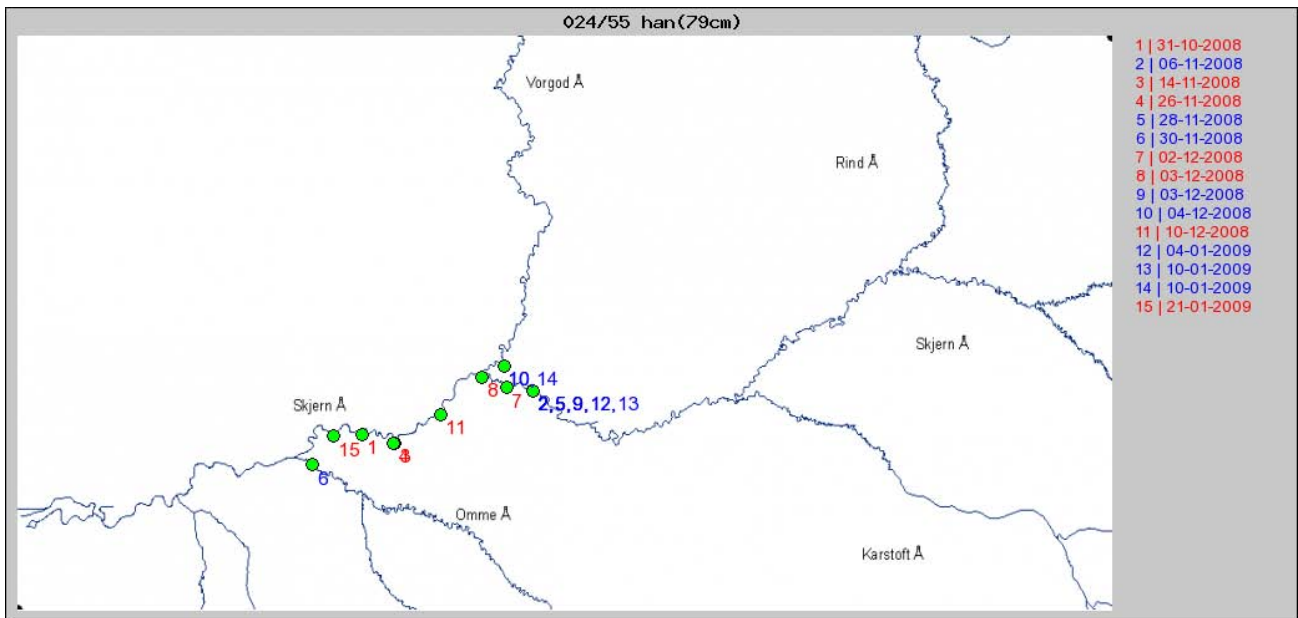 024/55 han(79cm)
1 | 31-10-2008
2 | 06-11-2008
3 | 14-11-2008
4 | 26-11-2008
5 | 28-11-2008
6 | 30-11-2008
7 | 02-12-2008
8 | 03-12-2008
9 | 03-12-2008
10 | 04-12-2008
11 | 10-12-2008
12 | 04-01-2009
13 | 10-01-2009
14 | 10-01-2009
15 | 21-01-2009
Vorgod Å
Rind Å
Skjern Å
10, 14
8
7
2,5,9,12,13
Skjern Å
11
15
1
6
Omme Å
Karstoft Å